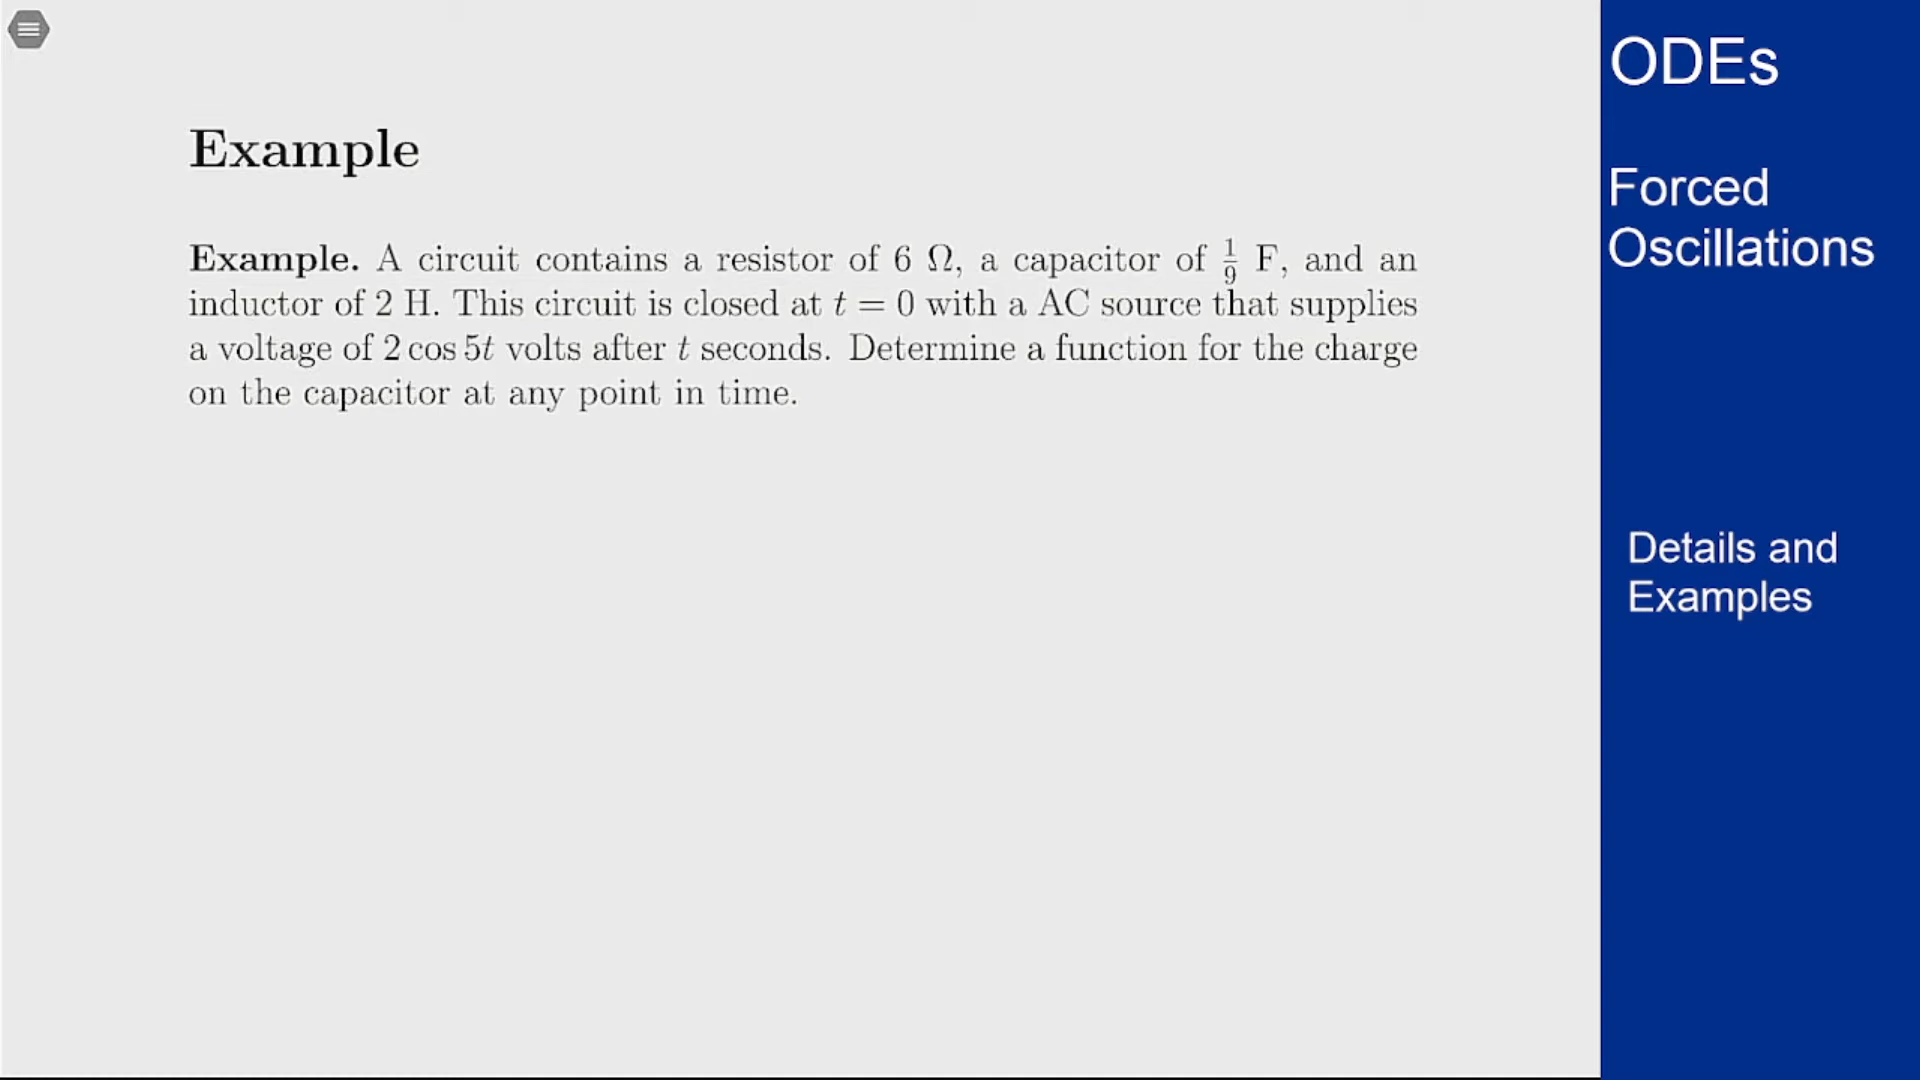 Example
Example. A circuit contains a resistor of 6 Ω, a capacitor of 1/9 F, and an
inductor of 2 H. This circuit is closed at t = 0 with a AC source that supplies
a voltage of 2 cos 5t volts after t seconds. Determine a function for the charge
on the capacitor at any point in time.
ODEs
Forced
Oscillations
Details and
Examples